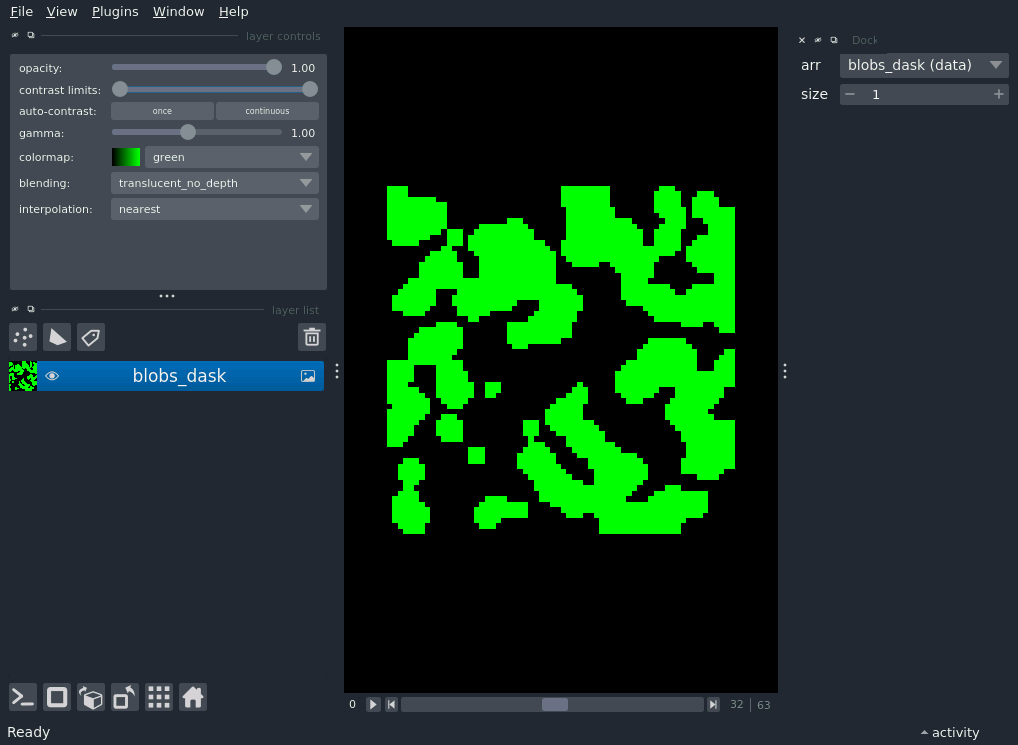 File View Plugins Window Help
layer controls
opacity: 1.00
contrast limits:
auto-contrast: once continuous
gamma: 1.00
colormap: green
blending: translucent_no_depth
interpolation: nearest
layer list
blobs_dask
0 32 63
Ready
Dock
arr blobs_dask (data)
size 1
activity